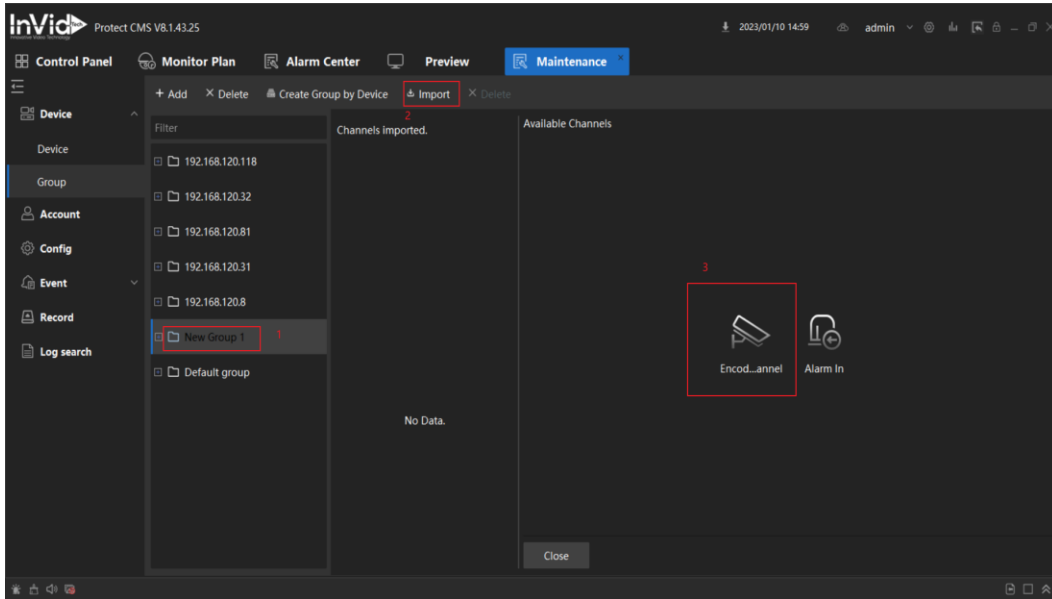 InVid Tech Protect CMS V8.1.43.25 2023/01/10 14:59 admin
Innovative Video Technology
Control Panel Monitor Plan Alarm Center Preview Maintenance
+ Add × Delete Create Group by Device Import × Delete
2
Device
Device
Group
Account
Config
Event
Record
Log search
Filter
192.168.120.118
192.168.120.32
192.168.120.81
192.168.120.31
192.168.120.8
New Group 1 1
Default group
Channels imported.
No Data.
Available Channels
3
Encod...annel Alarm In
Close